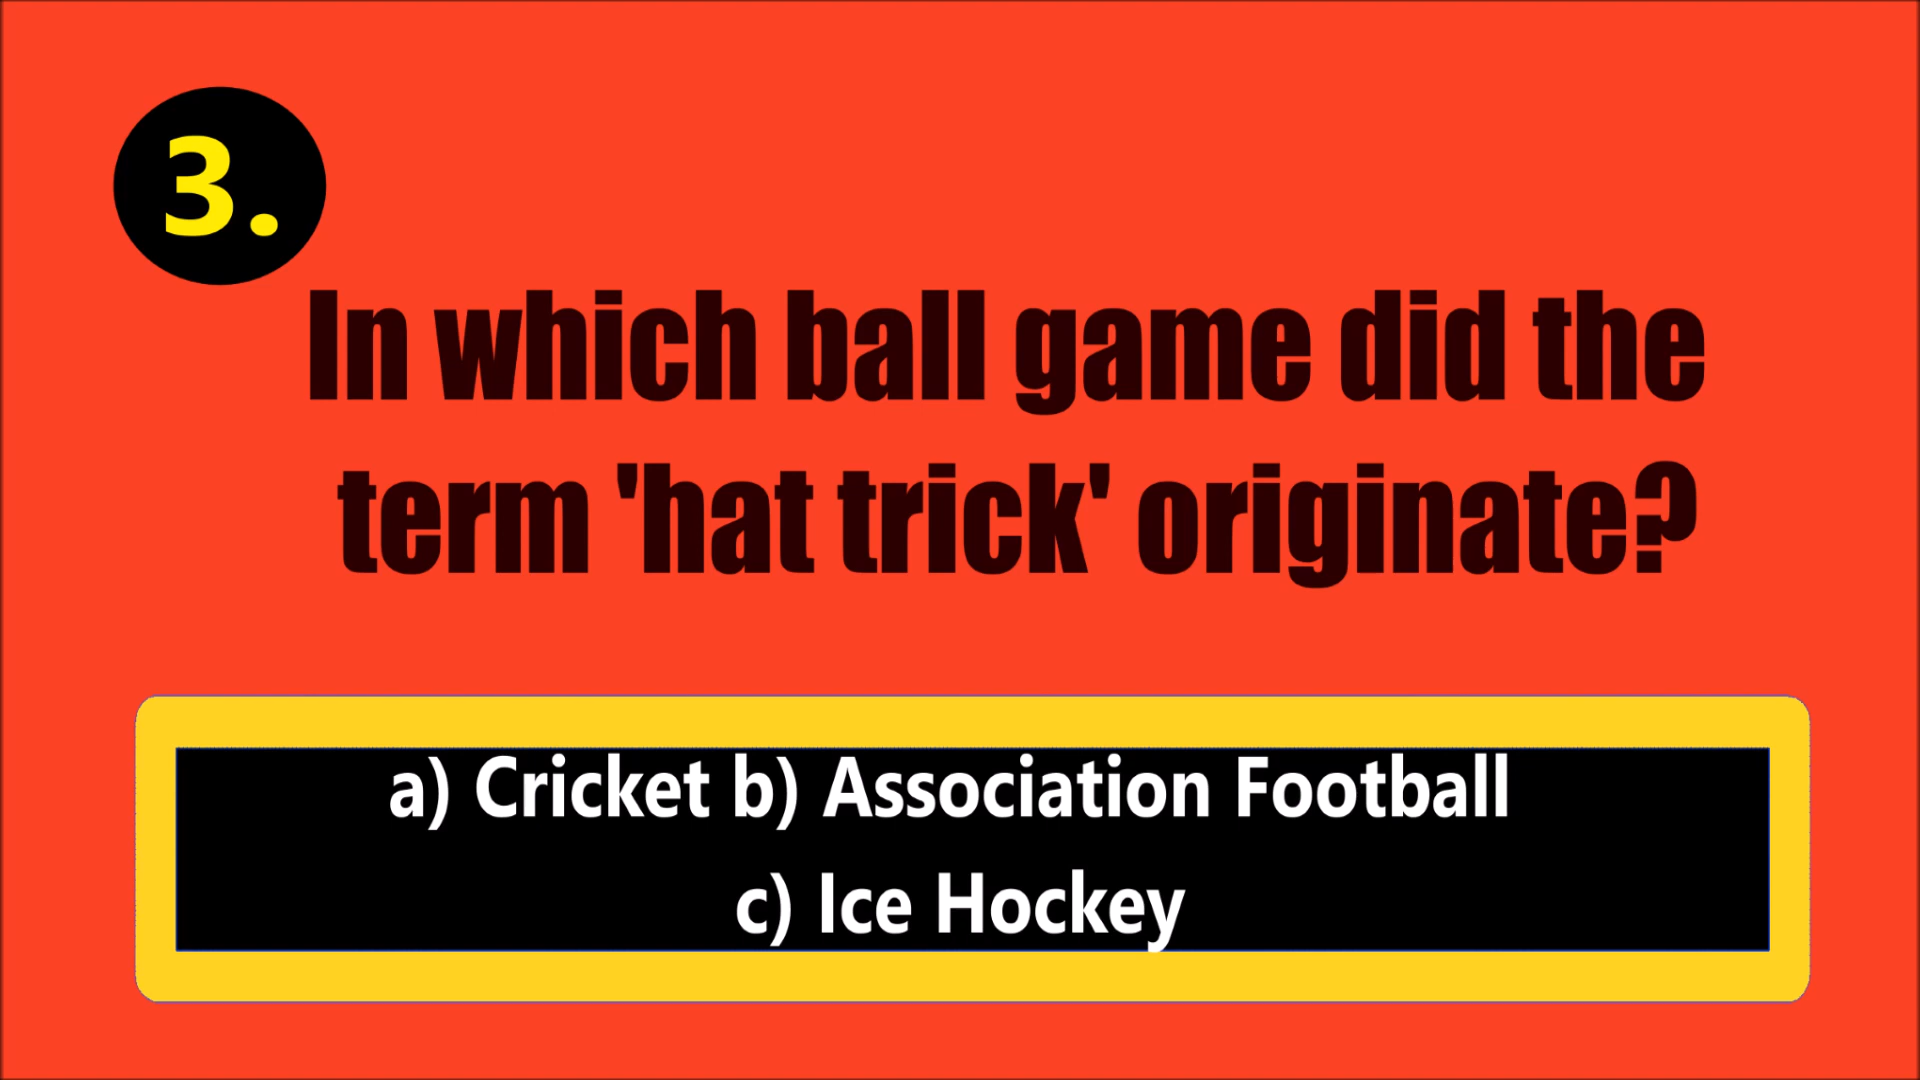 3.
In which ball game did the
term 'hat trick' originate?
a) Cricket b) Association Football
c) Ice Hockey